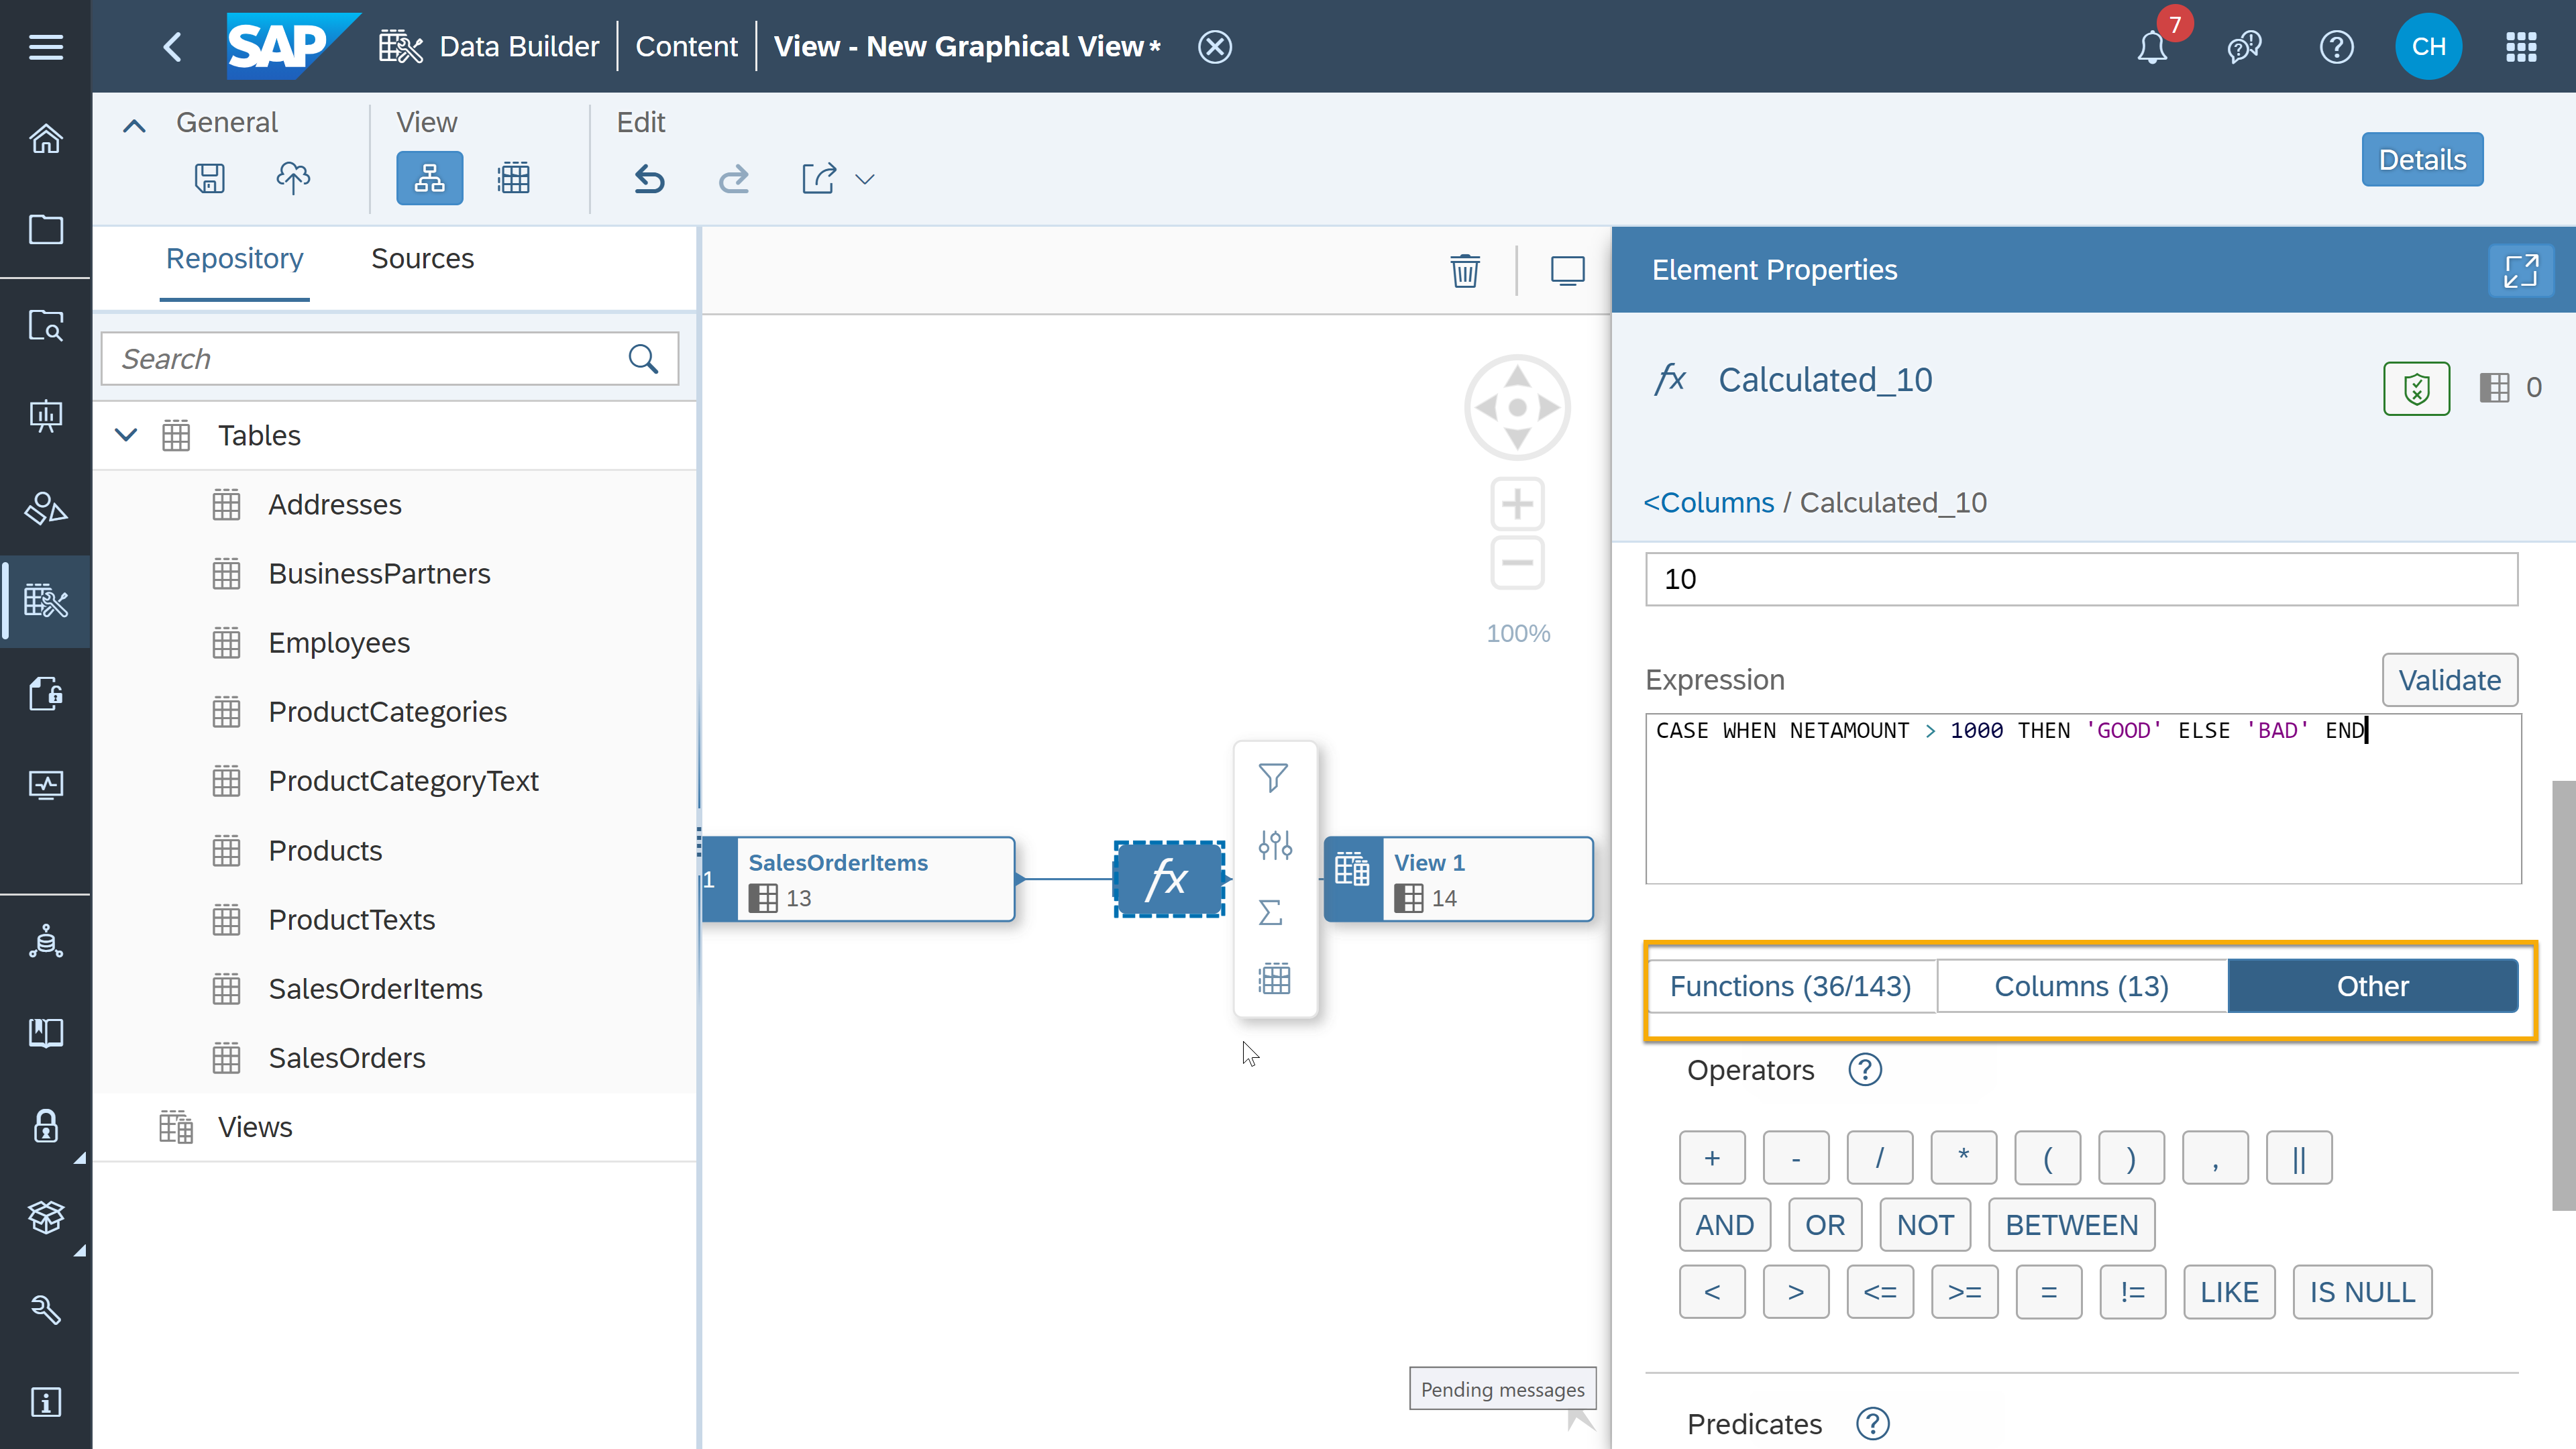 SAP Data Builder Content View - New Graphical View * 7 CH
General View Edit
Details
Repository Sources
Search
Tables
Addresses
BusinessPartners
Employees
ProductCategories
ProductCategoryText
Products
ProductTexts
SalesOrderItems
SalesOrders
Views
100%
1 SalesOrderItems
13
fx
View 1
14
Pending messages
Element Properties
fx Calculated_10 0
<Columns / Calculated_10
10
Expression Validate
CASE WHEN NETAMOUNT > 1000 THEN 'GOOD' ELSE 'BAD' END
Functions (36/143) Columns (13) Other
Operators ?
+ - / * ( ) , ||
AND OR NOT BETWEEN
< > <= >= = != LIKE IS NULL
Predicates ?